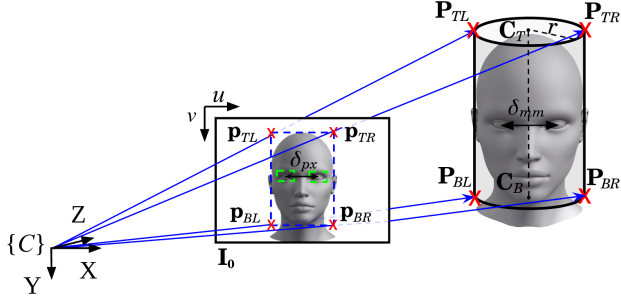 P_TL
P_TR
C_T
r
u
v
p_TL
p_TR
δ_mm
δ_px
P_BL
C_B
P_BR
p_BL
p_BR
Z
{C}
X
I_0
Y